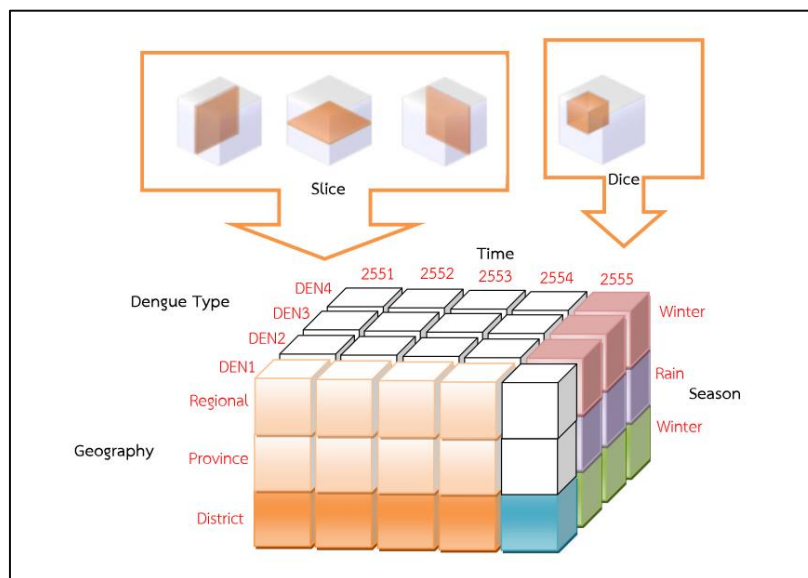 Slice
Dice
Time
2551 2552 2553 2554 2555
Dengue Type
DEN4
DEN3
DEN2
DEN1
Winter
Rain
Season
Winter
Regional
Geography
Province
District